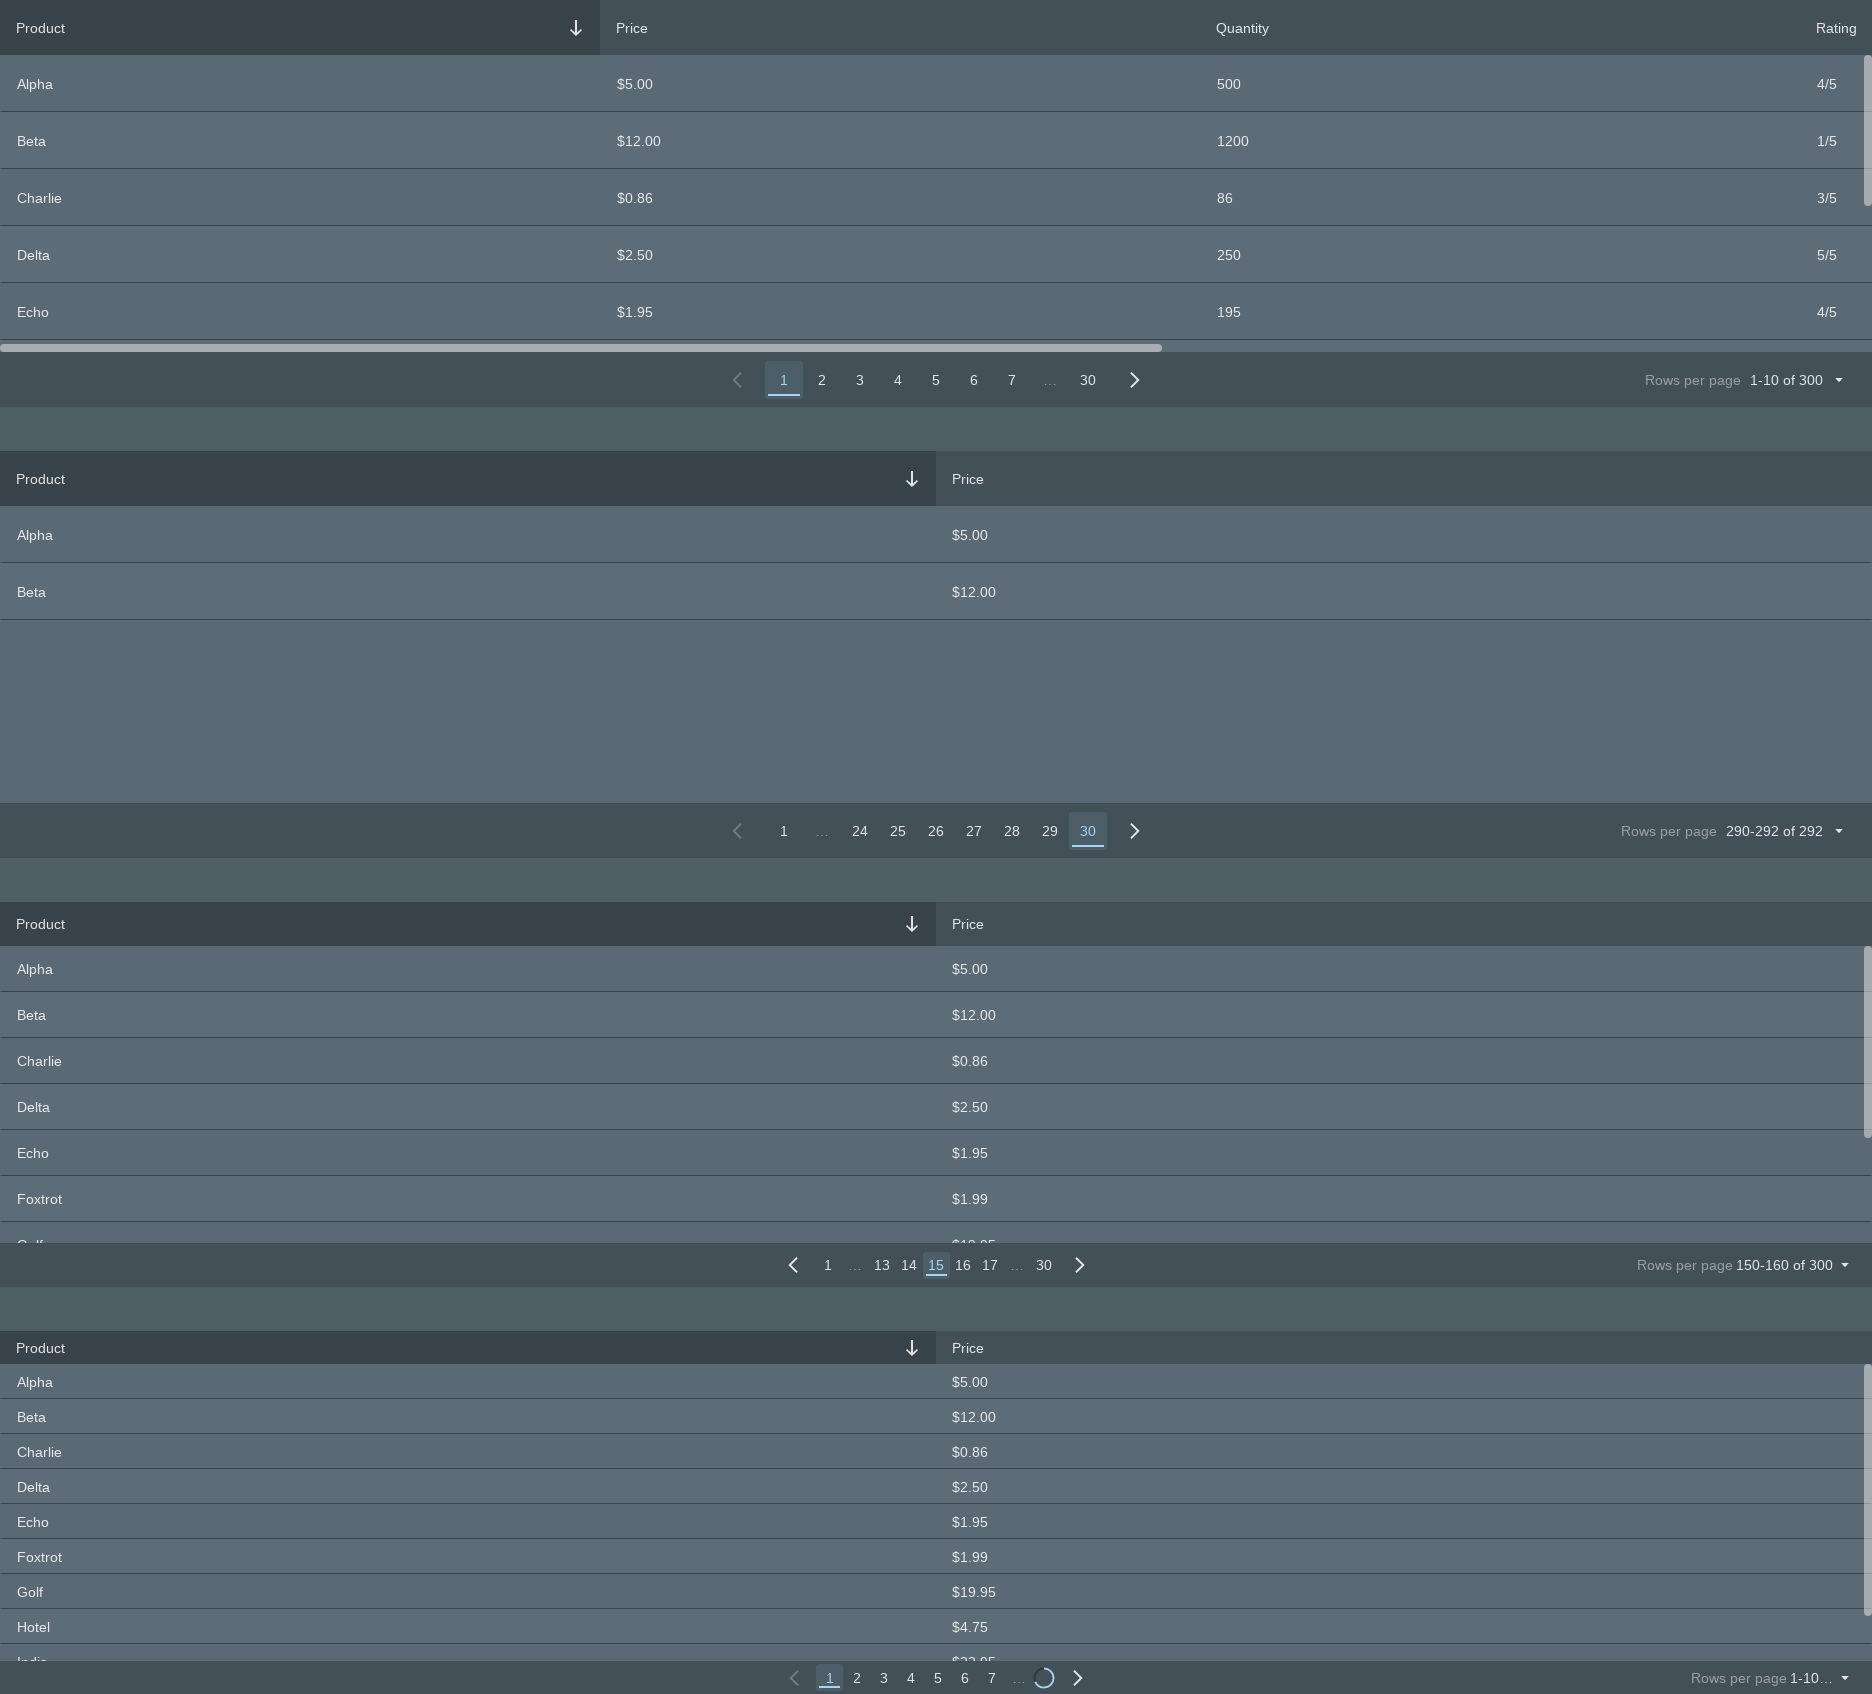 Product Price Quantity Rating
Alpha $5.00 500 4/5
Beta $12.00 1200 1/5
Charlie $0.86 86 3/5
Delta $2.50 250 5/5
Echo $1.95 195 4/5
1 2 3 4 5 6 7 ... 30 Rows per page 1-10 of 300
Product Price
Alpha $5.00
Beta $12.00
1 ... 24 25 26 27 28 29 30 Rows per page 290-292 of 292
Product Price
Alpha $5.00
Beta $12.00
Charlie $0.86
Delta $2.50
Echo $1.95
Foxtrot $1.99
1 ... 13 14 15 16 17 ... 30 Rows per page 150-160 of 300
Product Price
Alpha $5.00
Beta $12.00
Charlie $0.86
Delta $2.50
Echo $1.95
Foxtrot $1.99
Golf $19.95
Hotel $4.75
1 2 3 4 5 6 7 ... Rows per page 1-10...